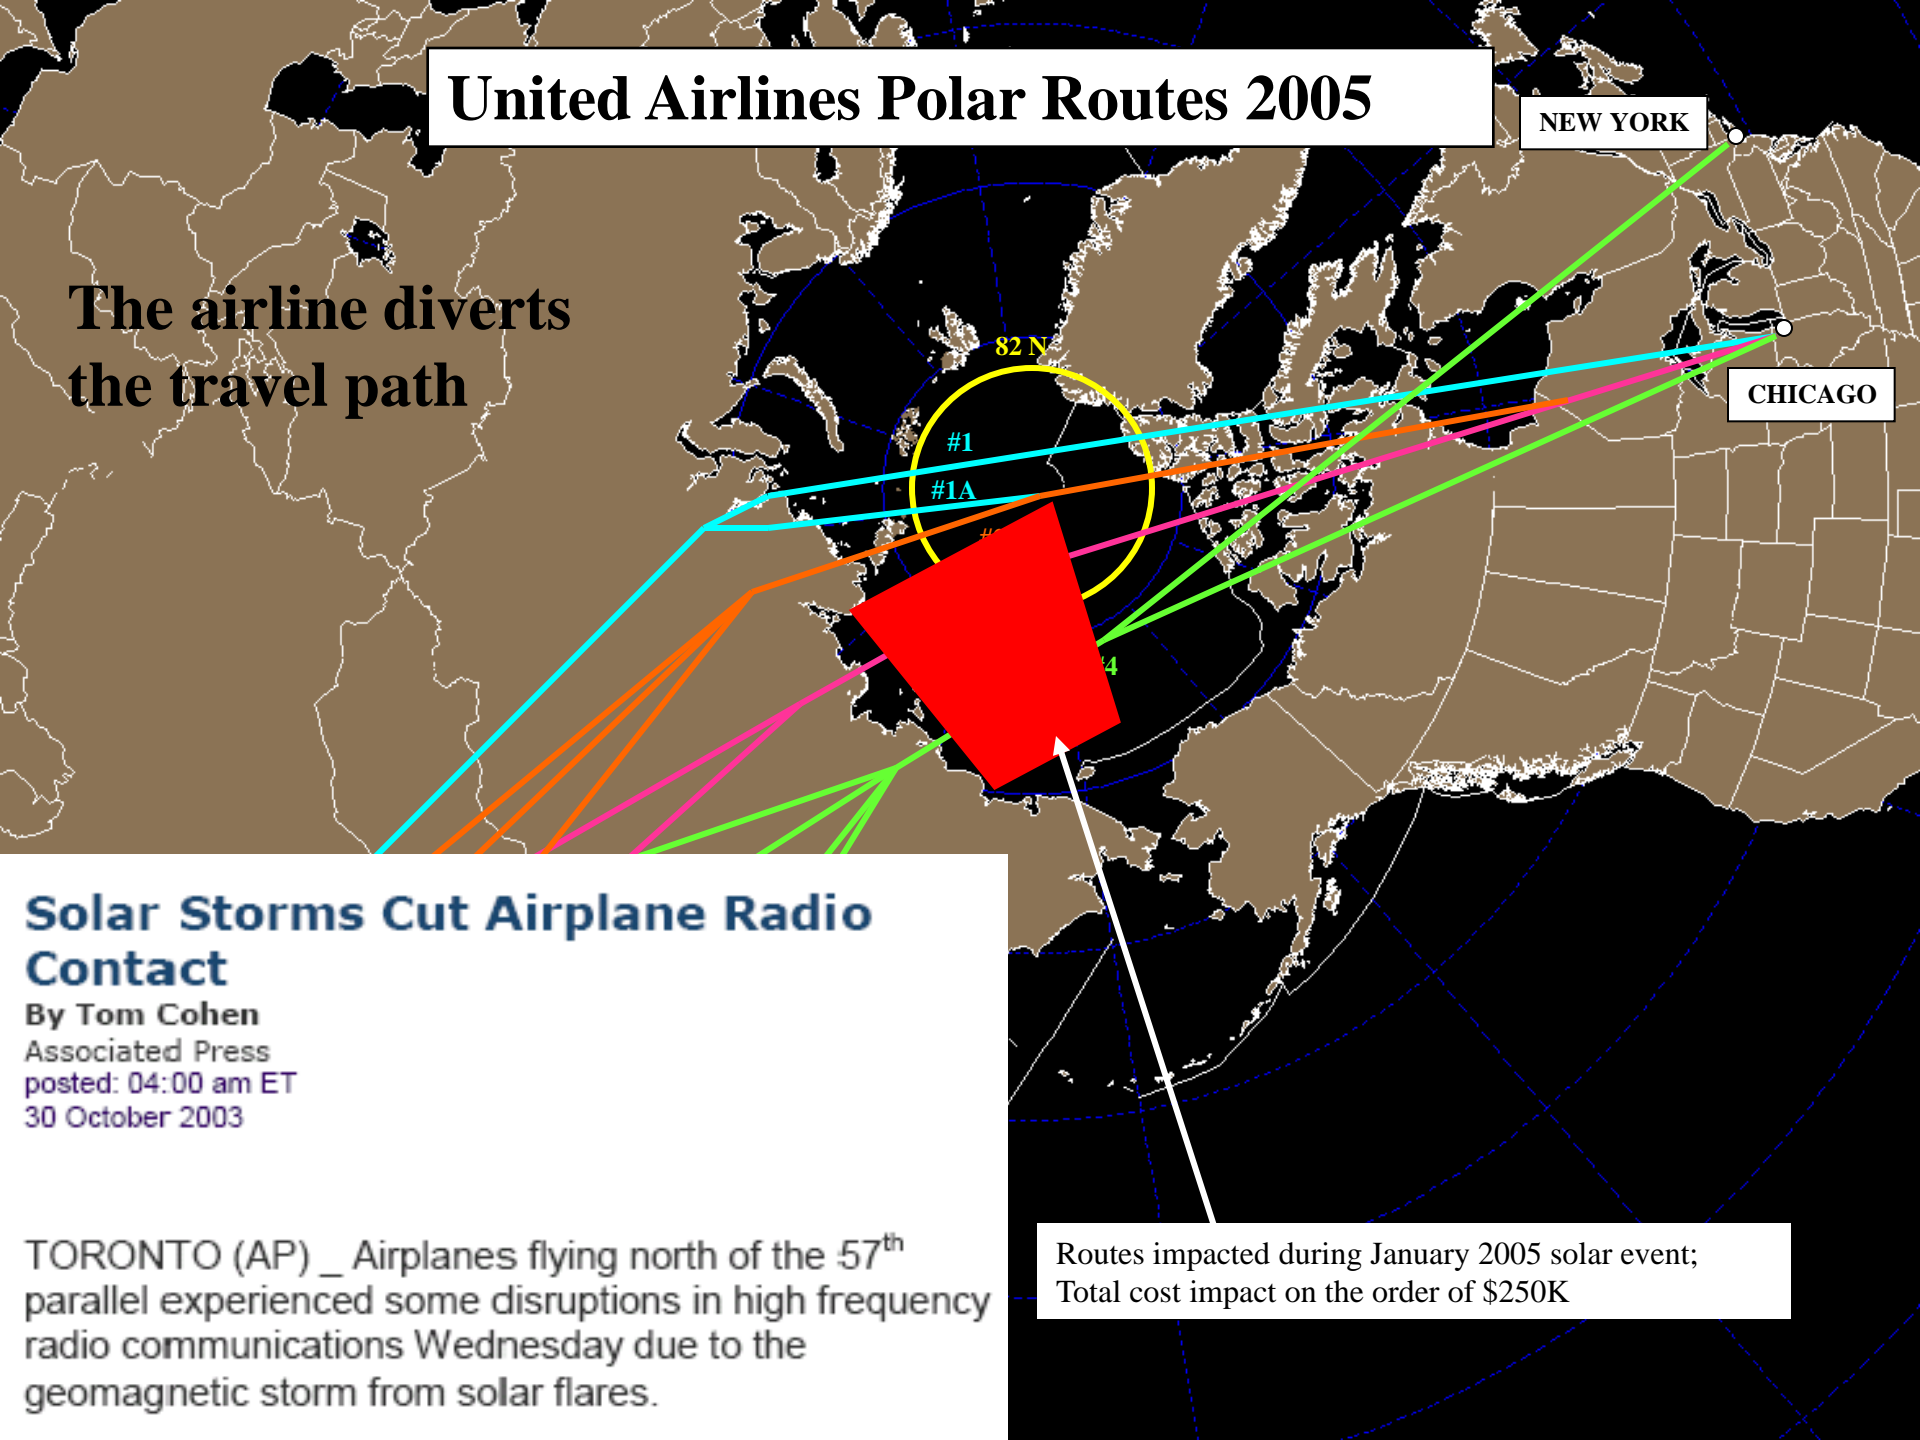 United Airlines Polar Routes 2005
NEW YORK
The airline diverts
the travel path
82 N
CHICAGO
#1
#1A
#4
Solar Storms Cut Airplane Radio
Contact
By Tom Cohen
Associated Press
posted: 04:00 am ET
30 October 2003
TORONTO (AP) _ Airplanes flying north of the 57th
parallel experienced some disruptions in high frequency
radio communications Wednesday due to the
geomagnetic storm from solar flares.
Routes impacted during January 2005 solar event;
Total cost impact on the order of $250K